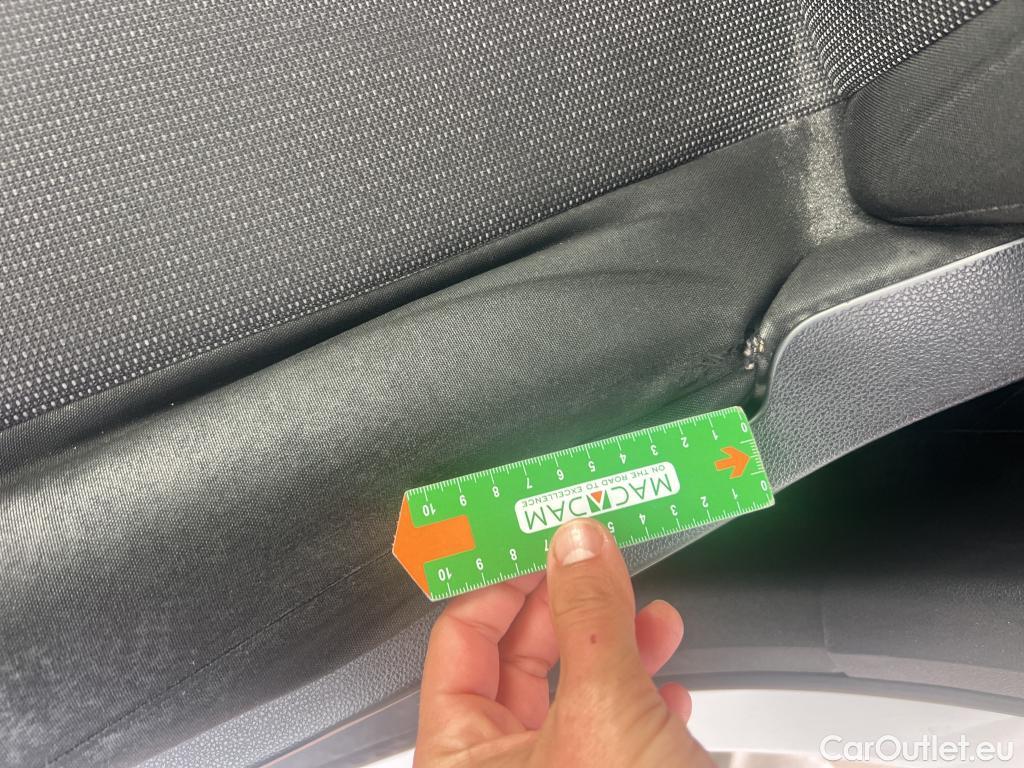 0 1 2 3 4 5 6 7 8 9 10
MACADAM
ON THE ROAD TO EXCELLENCE
0 1 2 3 4 5 7 8 9 10
CarOutlet.eu